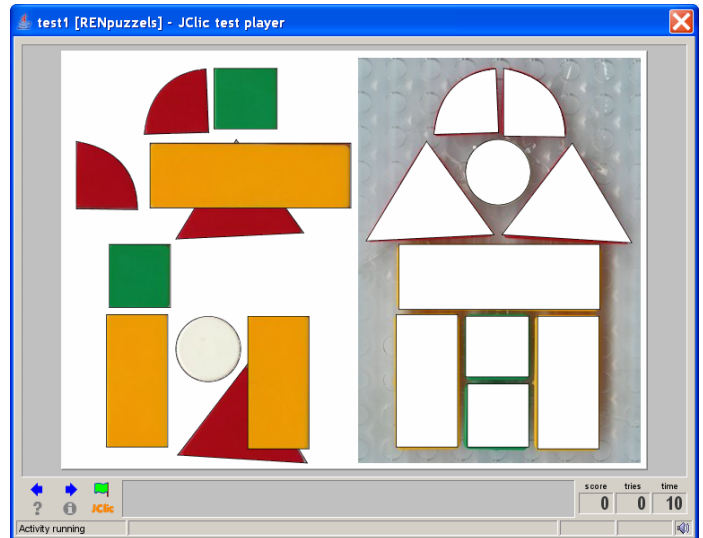 test1 [RENpuzzels] - JClic test player
score tries time
? i JClic 0 0 10
Activity running